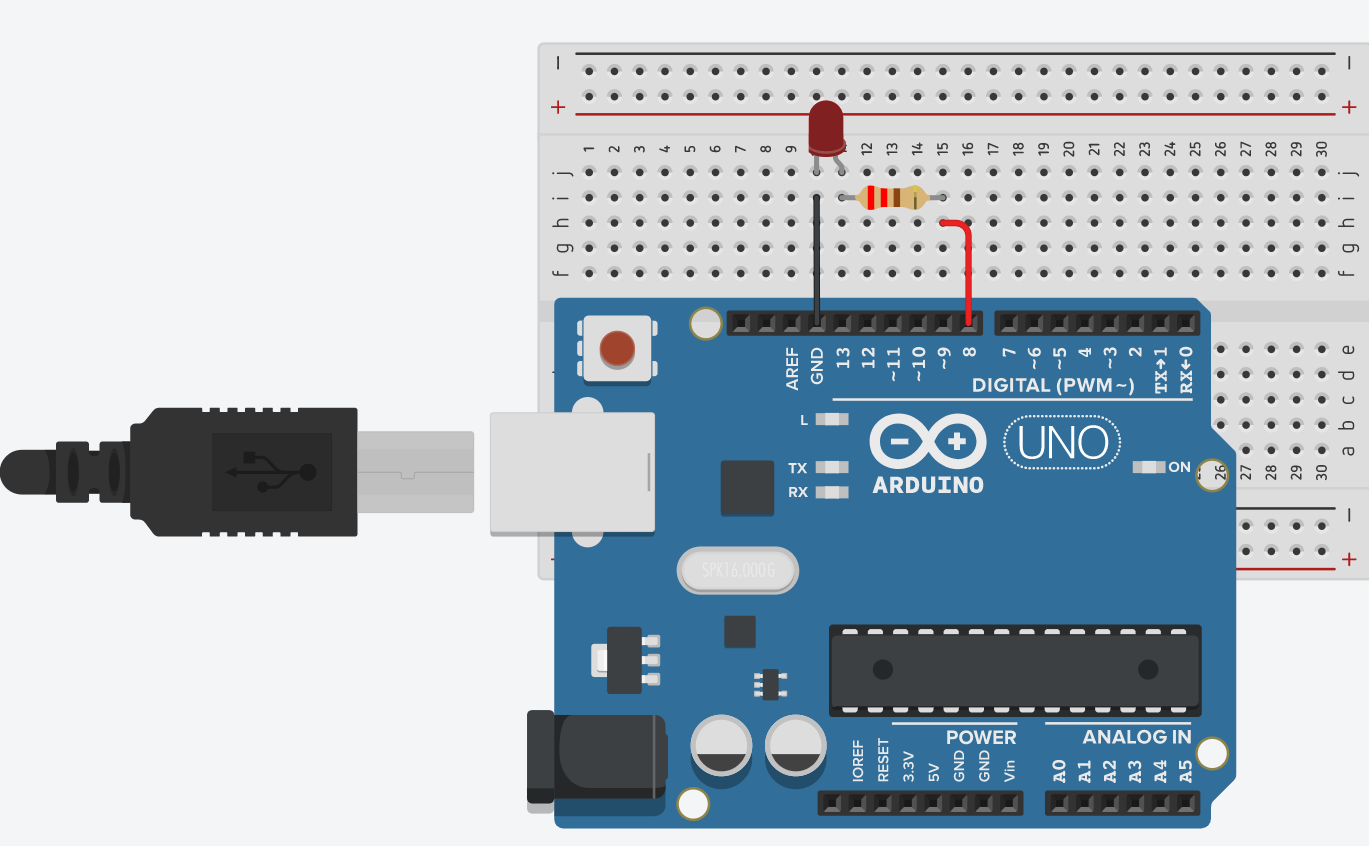 − −
+ +
1 2 3 4 5 6 7 8 9 12 13 14 15 16 17 18 19 20 21 22 23 24 25 26 27 28 29 30
j j
i i
h h
g g
f f
AREF GND 13 12 ~11 ~10 ~9 8 7 ~6 ~5 4 ~3 2 TX→1 RX←0
DIGITAL (PWM~)
e
d
c
b
a
L
TX
RX
UNO
ARDUINO
ON
26 27 28 29 30
−
+
SPK16.000G
POWER
ANALOG IN
IOREF RESET 3.3V 5V GND GND Vin
A0 A1 A2 A3 A4 A5